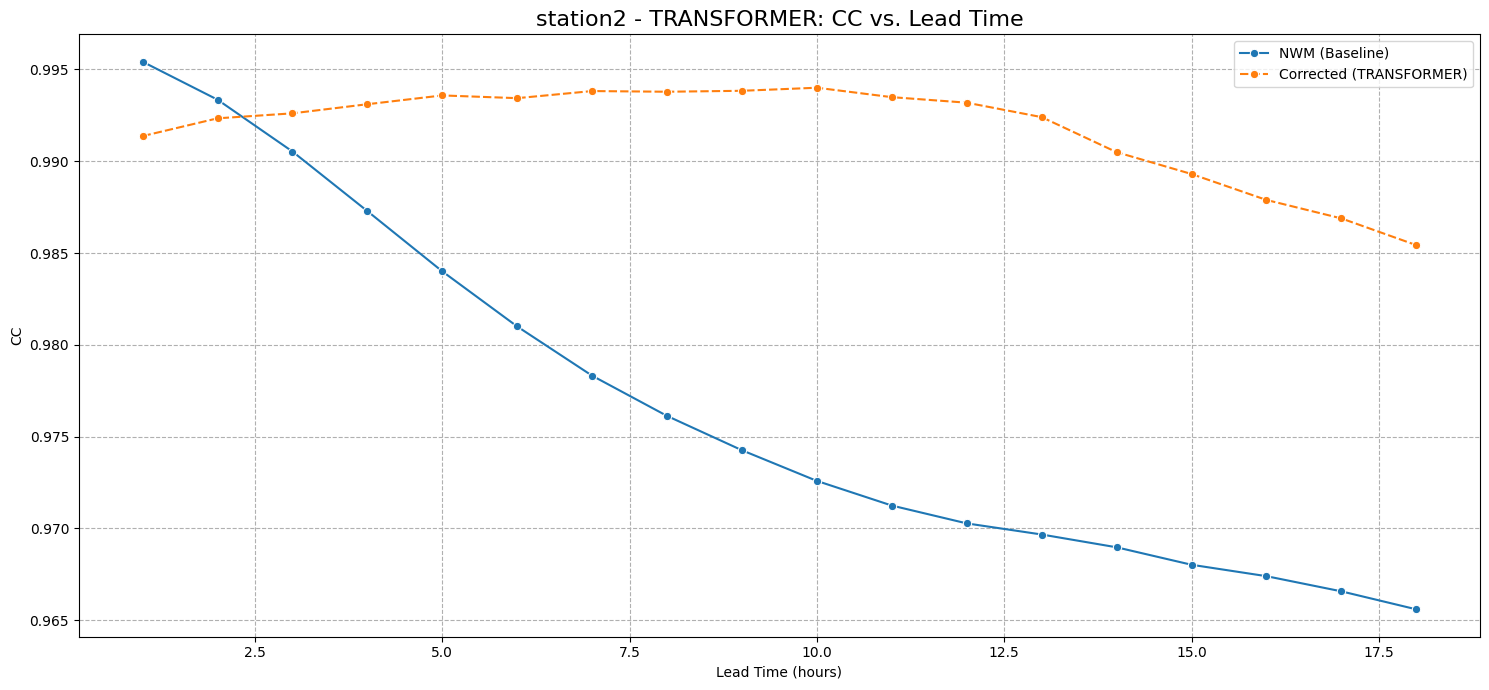 station2 - TRANSFORMER: CC vs. Lead Time
NWM (Baseline)
Corrected (TRANSFORMER)
0.995
0.990
0.985
0.980
0.975
0.970
0.965
CC
2.5 5.0 7.5 10.0 12.5 15.0 17.5
Lead Time (hours)